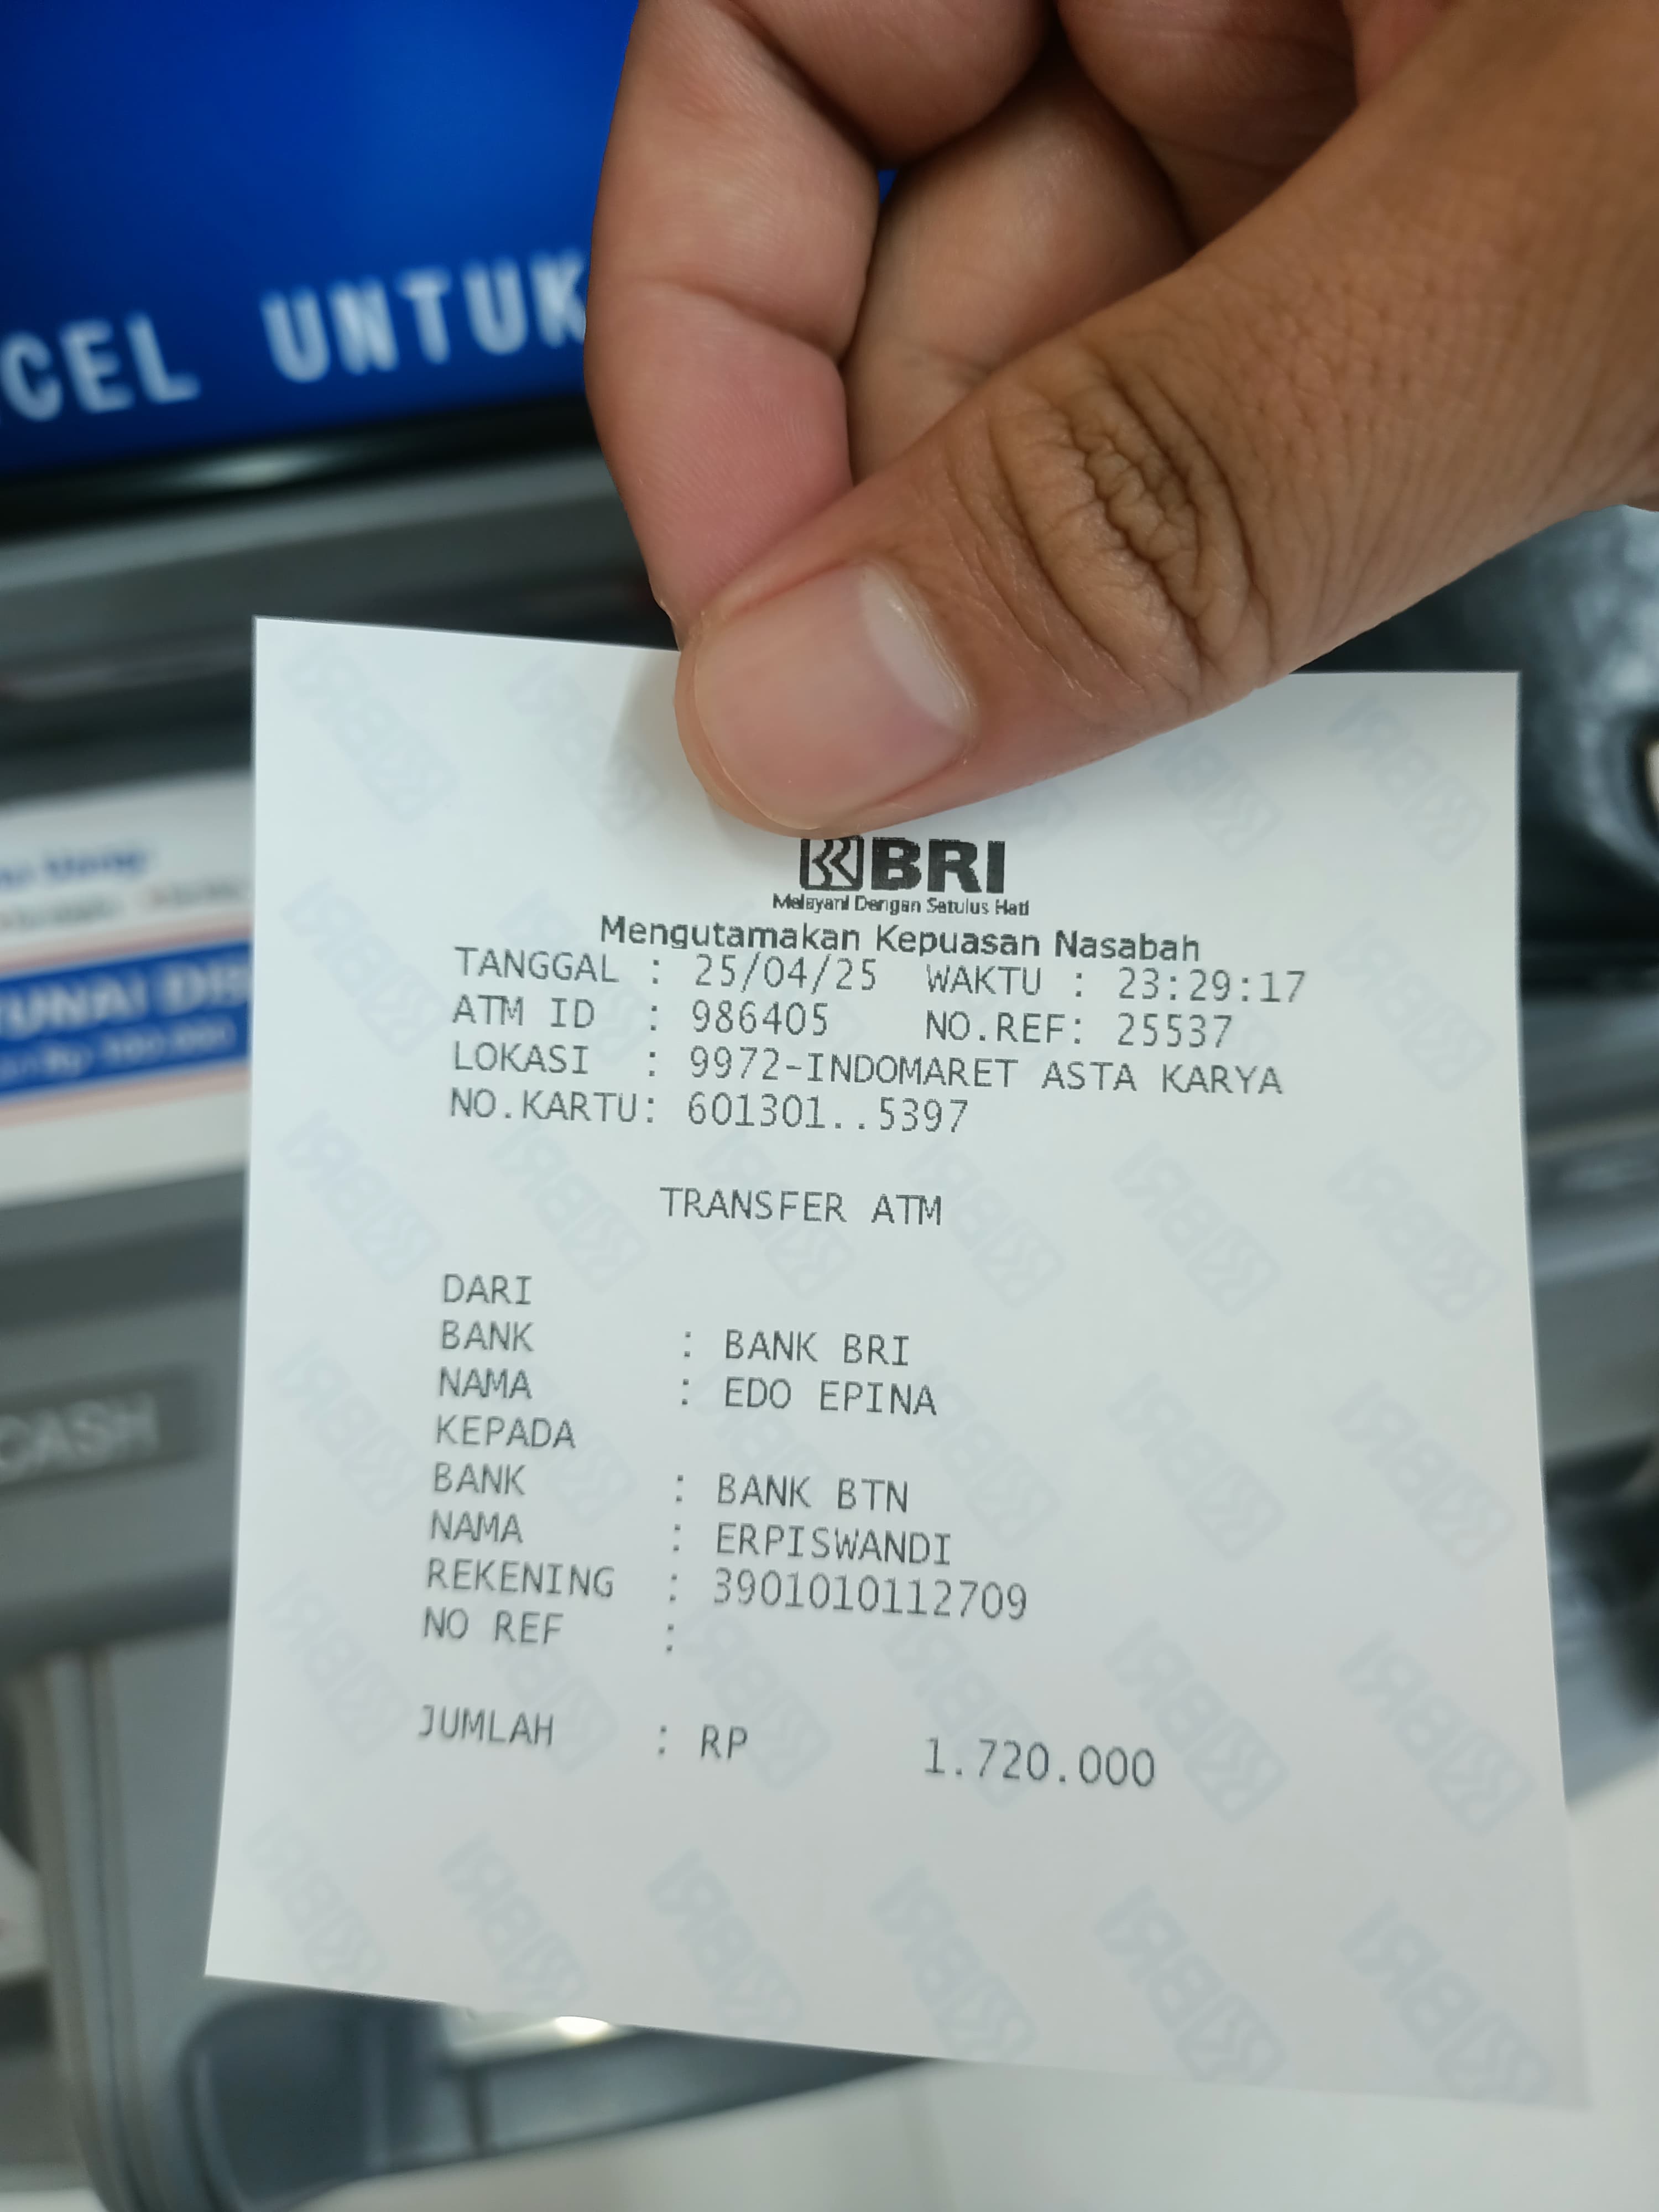 CEL UNTUK
TUNAI DIS
CASH
BRI
Melayani Dengan Setulus Hati
Mengutamakan Kepuasan Nasabah
TANGGAL : 25/04/25 WAKTU : 23:29:17
ATM ID : 986405 NO.REF: 25537
LOKASI : 9972-INDOMARET ASTA KARYA
NO.KARTU: 601301..5397
TRANSFER ATM
DARI
BANK : BANK BRI
NAMA : EDO EPINA
KEPADA
BANK : BANK BTN
NAMA : ERPISWANDI
REKENING : 3901010112709
NO REF :
JUMLAH : RP 1.720.000